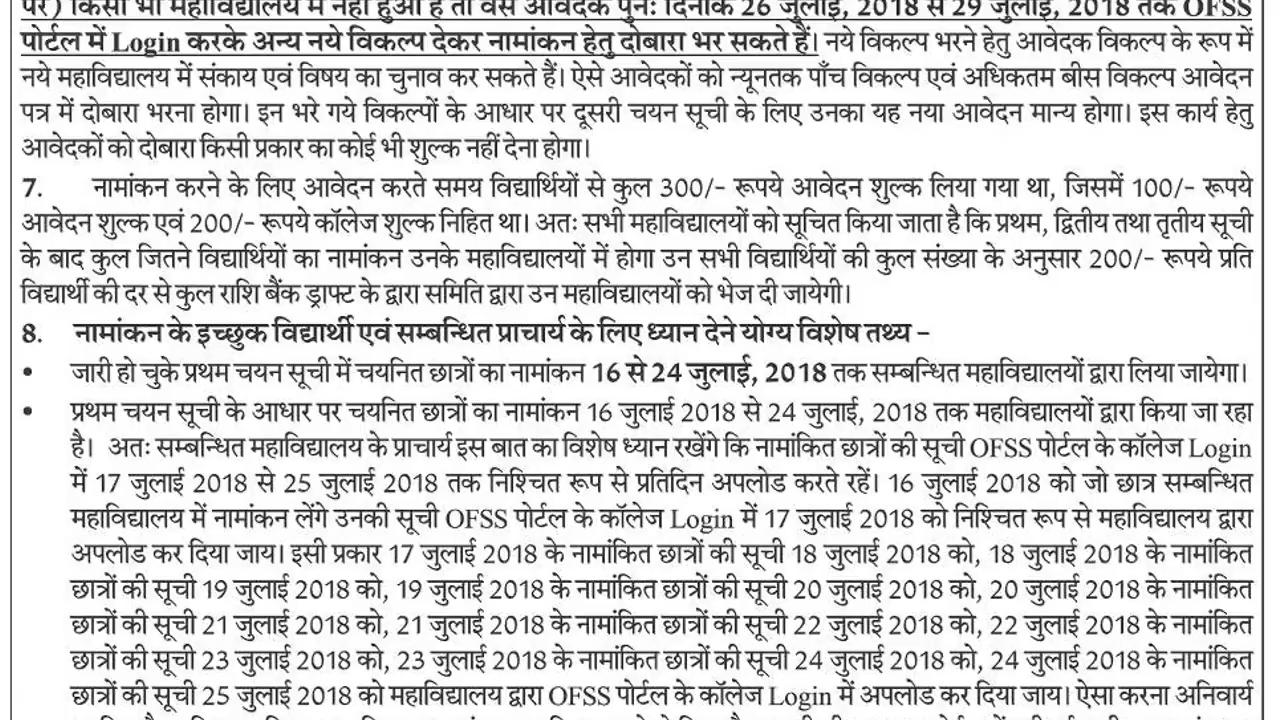 पर) किसी भी महाविद्यालय में नहीं हुआ है तो वैसे आवेदक पुनः दिनांक 26 जुलाई, 2018 से 29 जुलाई, 2018 तक OFSS
पोर्टल में Login करके अन्य नये विकल्प देकर नामांकन हेतु दोबारा भर सकते हैं। नये विकल्प भरने हेतु आवेदक विकल्प के रूप में
नये महाविद्यालय में संकाय एवं विषय का चुनाव कर सकते हैं। ऐसे आवेदकों को न्यूनतक पाँच विकल्प एवं अधिकतम बीस विकल्प आवेदन
पत्र में दोबारा भरना होगा। इन भरे गये विकल्पों के आधार पर दूसरी चयन सूची के लिए उनका यह नया आवेदन मान्य होगा। इस कार्य हेतु
आवेदकों को दोबारा किसी प्रकार का कोई भी शुल्क नहीं देना होगा।
7. नामांकन करने के लिए आवेदन करते समय विद्यार्थियों से कुल 300/- रूपये आवेदन शुल्क लिया गया था, जिसमें 100/- रूपये
आवेदन शुल्क एवं 200/- रूपये कॉलेज शुल्क निहित था। अतः सभी महाविद्यालयों को सूचित किया जाता है कि प्रथम, द्वितीय तथा तृतीय सूची
के बाद कुल जितने विद्यार्थियों का नामांकन उनके महाविद्यालयों में होगा उन सभी विद्यार्थियों की कुल संख्या के अनुसार 200/- रूपये प्रति
विद्यार्थी की दर से कुल राशि बैंक ड्राफ्ट के द्वारा समिति द्वारा उन महाविद्यालयों को भेज दी जायेगी।
8. नामांकन के इच्छुक विद्यार्थी एवं सम्बन्धित प्राचार्य के लिए ध्यान देने योग्य विशेष तथ्य –
• जारी हो चुके प्रथम चयन सूची में चयनित छात्रों का नामांकन 16 से 24 जुलाई, 2018 तक सम्बन्धित महाविद्यालयों द्वारा लिया जायेगा।
• प्रथम चयन सूची के आधार पर चयनित छात्रों का नामांकन 16 जुलाई 2018 से 24 जुलाई, 2018 तक महाविद्यालयों द्वारा किया जा रहा
है। अतः सम्बन्धित महाविद्यालय के प्राचार्य इस बात का विशेष ध्यान रखेंगे कि नामांकित छात्रों की सूची OFSS पोर्टल के कॉलेज Login
में 17 जुलाई 2018 से 25 जुलाई 2018 तक निश्चित रूप से प्रतिदिन अपलोड करते रहें। 16 जुलाई 2018 को जो छात्र सम्बन्धित
महाविद्यालय में नामांकन लेंगे उनकी सूची OFSS पोर्टल के कॉलेज Login में 17 जुलाई 2018 को निश्चित रूप से महाविद्यालय द्वारा
अपलोड कर दिया जाय। इसी प्रकार 17 जुलाई 2018 के नामांकित छात्रों की सूची 18 जुलाई 2018 को, 18 जुलाई 2018 के नामांकित
छात्रों की सूची 19 जुलाई 2018 को, 19 जुलाई 2018 के नामांकित छात्रों की सूची 20 जुलाई 2018 को, 20 जुलाई 2018 के नामांकित
छात्रों की सूची 21 जुलाई 2018 को, 21 जुलाई 2018 के नामांकित छात्रों की सूची 22 जुलाई 2018 को, 22 जुलाई 2018 के नामांकित
छात्रों की सूची 23 जुलाई 2018 को, 23 जुलाई 2018 के नामांकित छात्रों की सूची 24 जुलाई 2018 को, 24 जुलाई 2018 के नामांकित
छात्रों की सूची 25 जुलाई 2018 को महाविद्यालय द्वारा OFSS पोर्टल के कॉलेज Login में अपलोड कर दिया जाय। ऐसा करना अनिवार्य